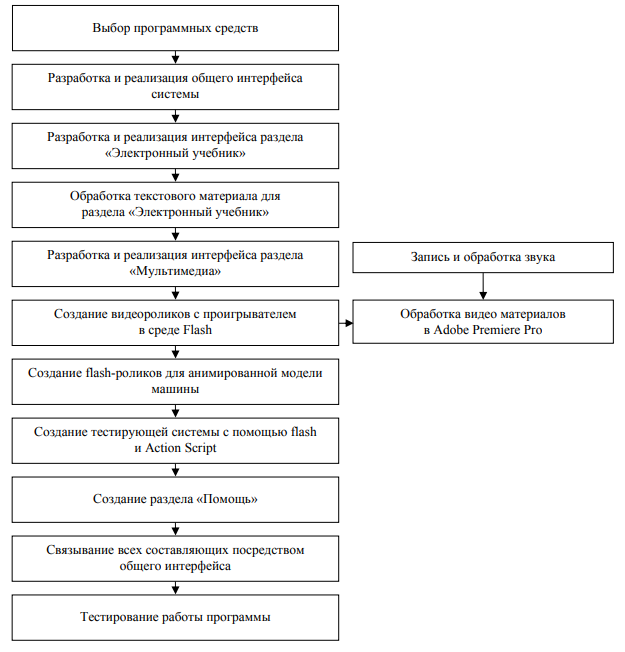 Выбор программных средств
Разработка и реализация общего интерфейса
системы
Разработка и реализация интерфейса раздела
«Электронный учебник»
Обработка текстового материала для
раздела «Электронный учебник»
Разработка и реализация интерфейса раздела
«Мультимедиа»
Запись и обработка звука
Создание видеороликов с проигрывателем
в среде Flash
Обработка видео материалов
в Adobe Premiere Pro
Создание flash-роликов для анимированной модели
машины
Создание тестирующей системы с помощью flash
и Action Script
Создание раздела «Помощь»
Связывание всех составляющих посредством
общего интерфейса
Тестирование работы программы